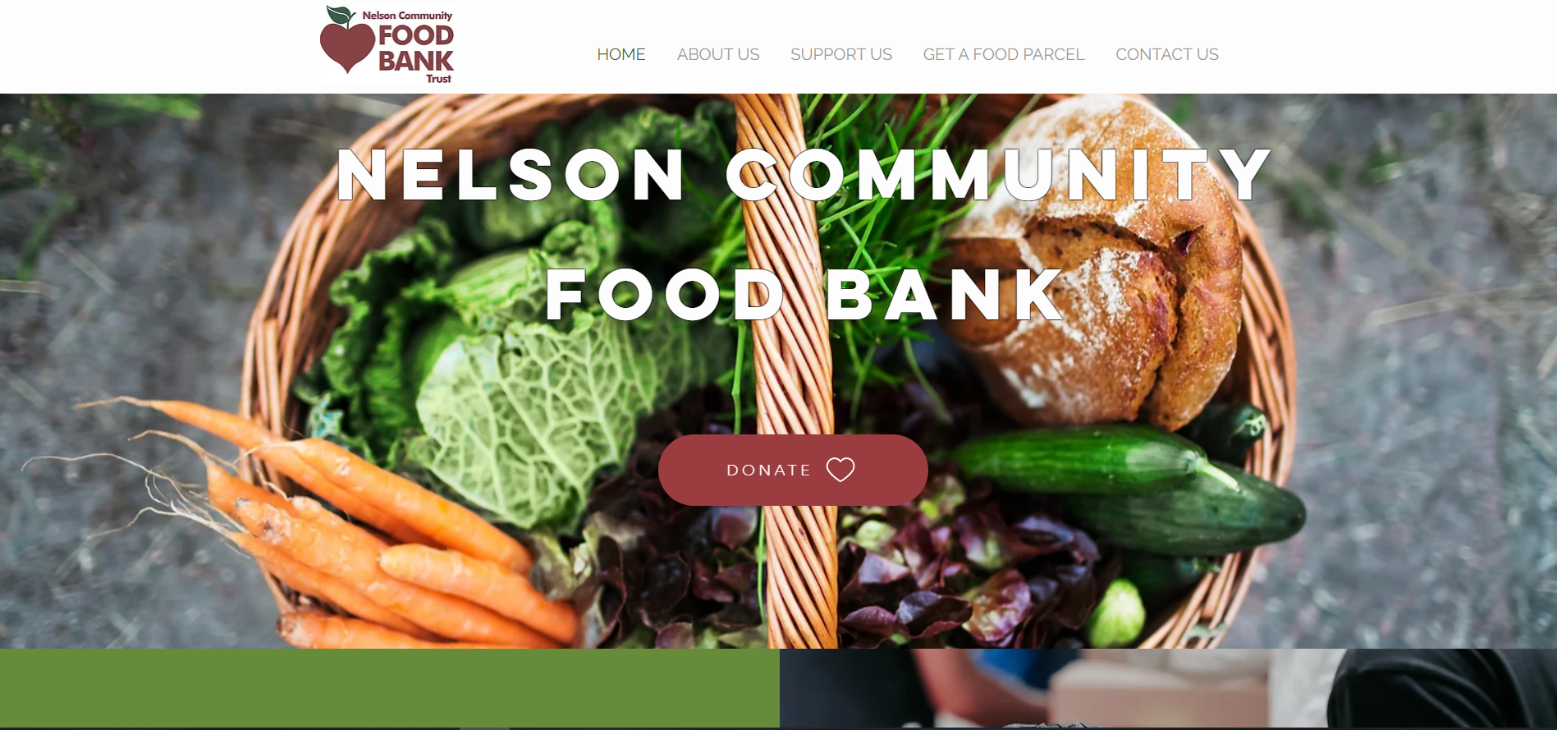 Nelson Community
FOOD
BANK
Trust
HOME
ABOUT US
SUPPORT US
GET A FOOD PARCEL
CONTACT US
NELSON COMMUNITY
FOOD BANK
DONATE